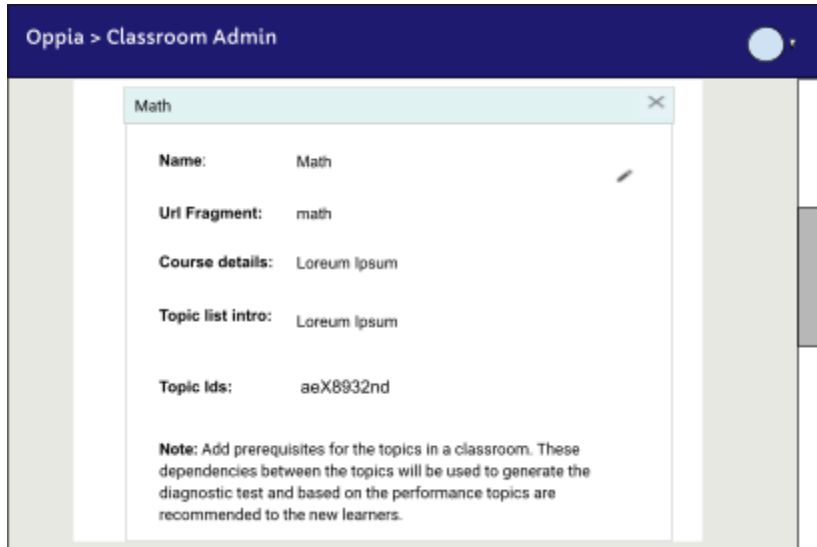 Oppia > Classroom Admin
Math
Name: Math
Url Fragment: math
Course details: Loreum Ipsum
Topic list intro: Loreum Ipsum
Topic Ids: aeX8932nd
Note: Add prerequisites for the topics in a classroom. These
dependencies between the topics will be used to generate the
diagnostic test and based on the performance topics are
recommended to the new learners.